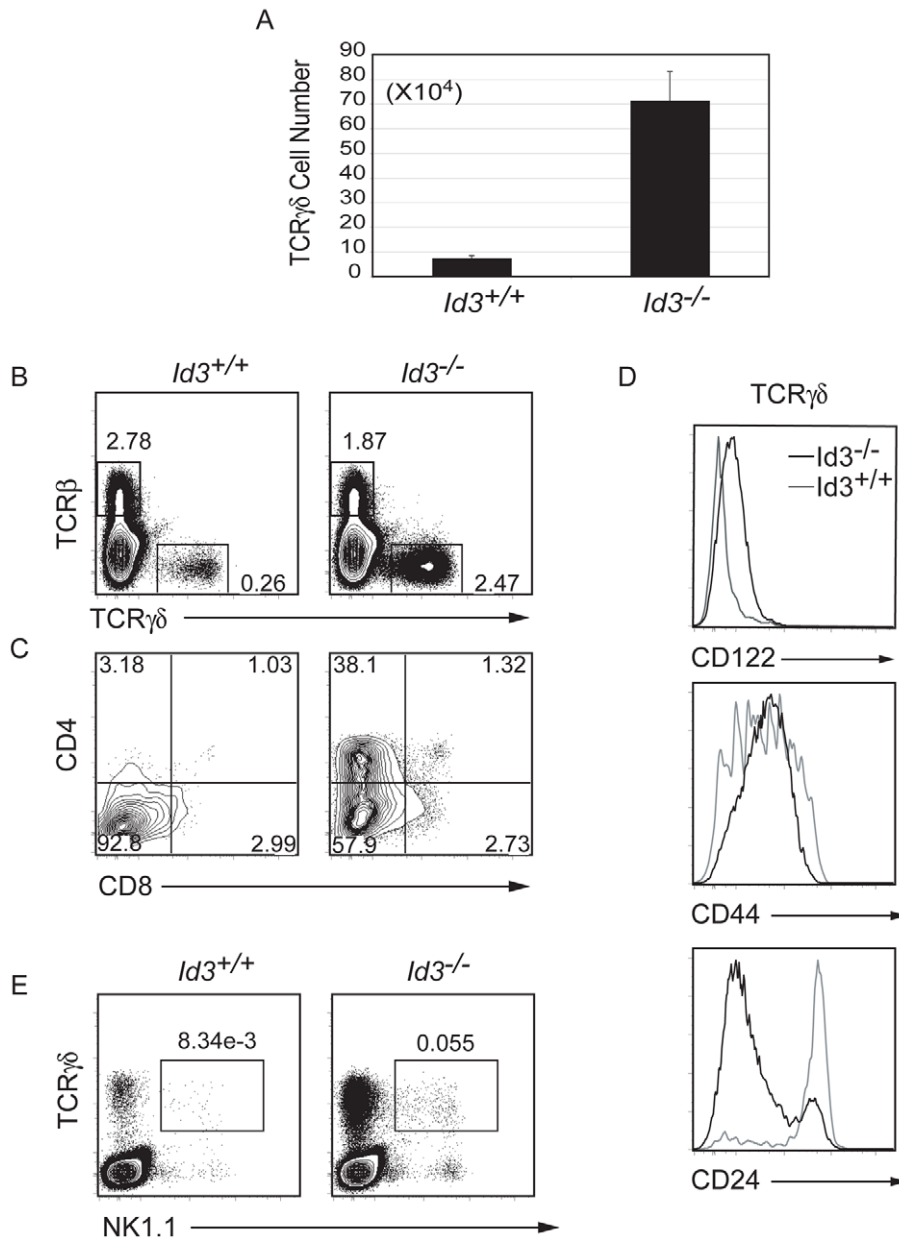 A
TCRγδ Cell Number
90
80
70
60
50
40
30
20
10
0
(X10⁴)
Id3+/+
Id3-/-
B
Id3+/+
Id3-/-
TCRβ
2.78
0.26
1.87
2.47
TCRγδ
C
CD4
3.18
1.03
92.8
2.99
38.1
1.32
57.9
2.73
CD8
D
TCRγδ
Id3-/-
Id3+/+
CD122
CD44
CD24
E
Id3+/+
Id3-/-
TCRγδ
8.34e-3
0.055
NK1.1